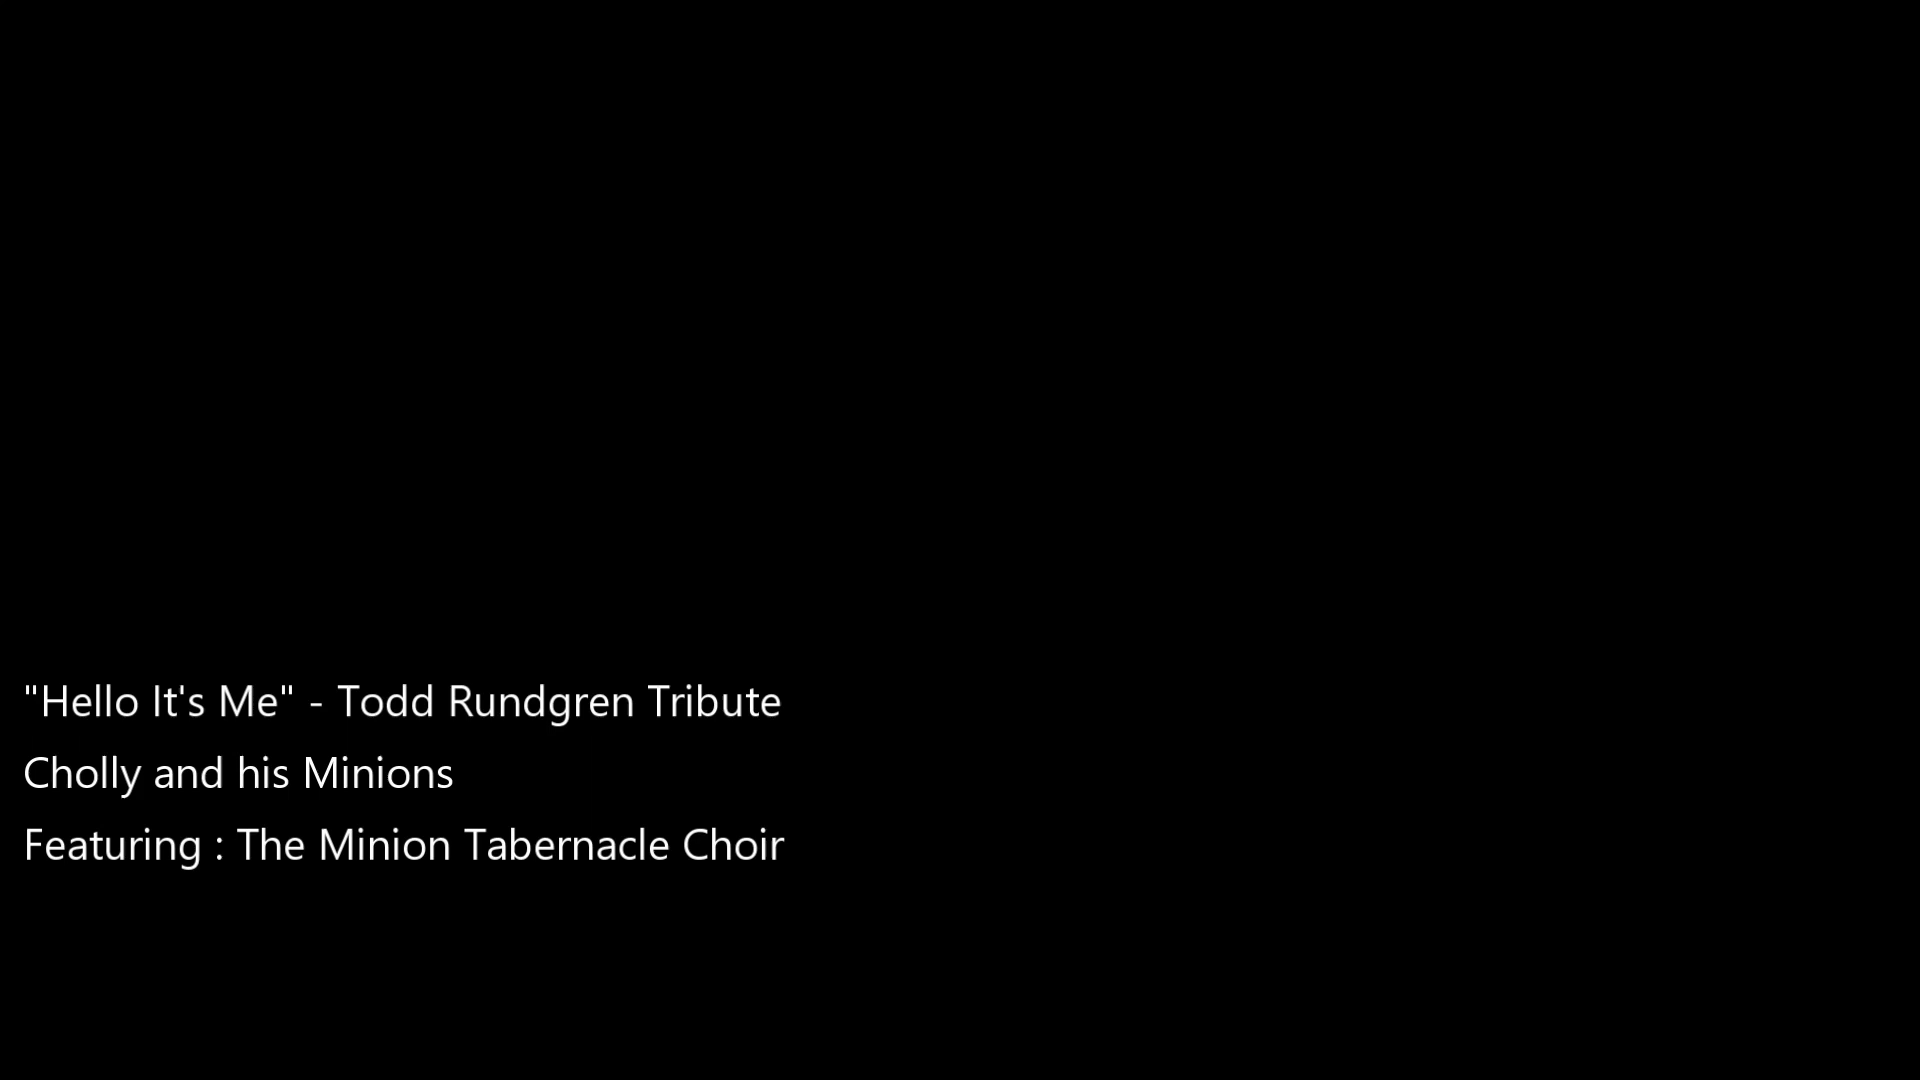 "Hello It's Me" - Todd Rundgren Tribute
Cholly and his Minions
Featuring : The Minion Tabernacle Choir